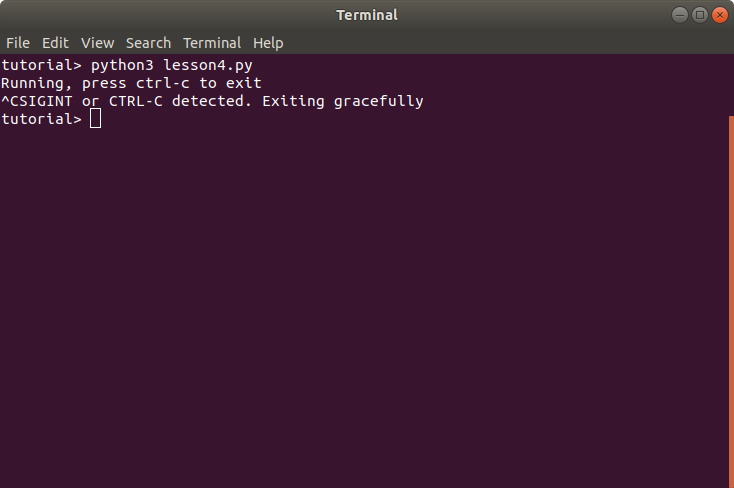 Terminal
File Edit View Search Terminal Help
tutorial> python3 lesson4.py
Running, press ctrl-c to exit
^CSIGINT or CTRL-C detected. Exiting gracefully
tutorial>